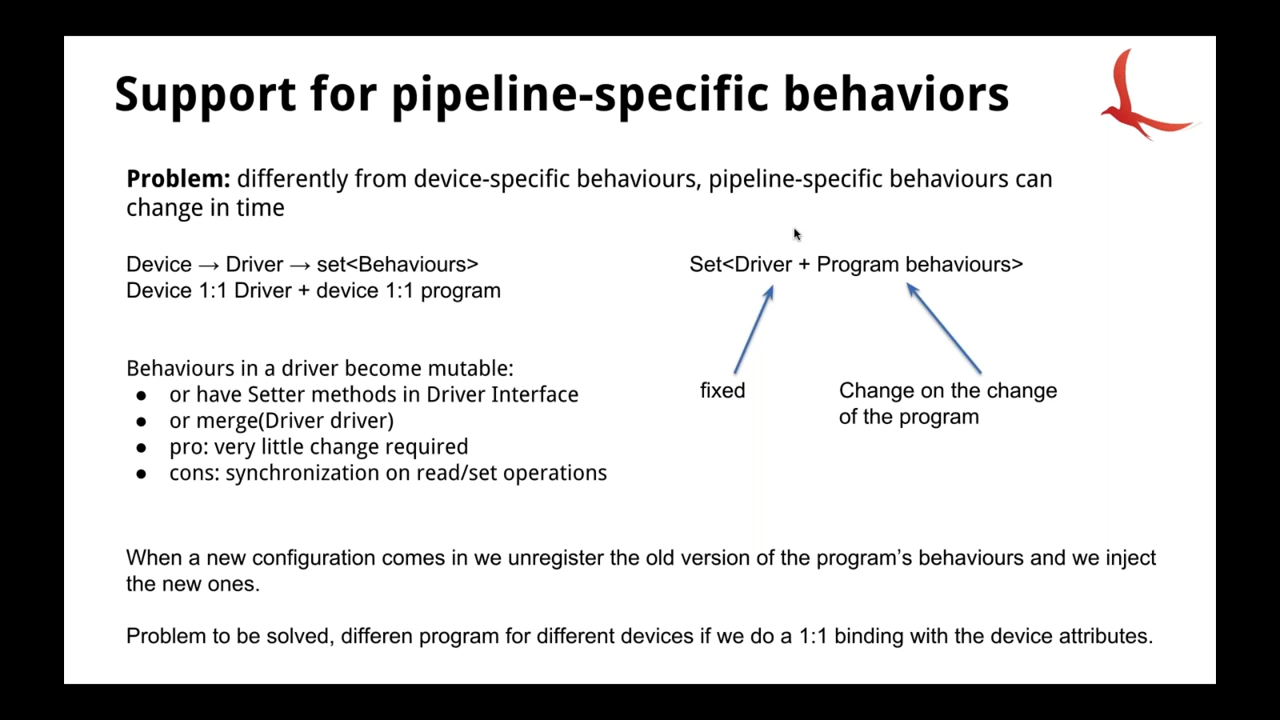 Support for pipeline-specific behaviors
Problem: differently from device-specific behaviours, pipeline-specific behaviours can
change in time
Device → Driver → set<Behaviours>
Device 1:1 Driver + device 1:1 program
Set<Driver + Program behaviours>
fixed
Change on the change
of the program
Behaviours in a driver become mutable:
● or have Setter methods in Driver Interface
● or merge(Driver driver)
● pro: very little change required
● cons: synchronization on read/set operations
When a new configuration comes in we unregister the old version of the program's behaviours and we inject
the new ones.
Problem to be solved, differen program for different devices if we do a 1:1 binding with the device attributes.